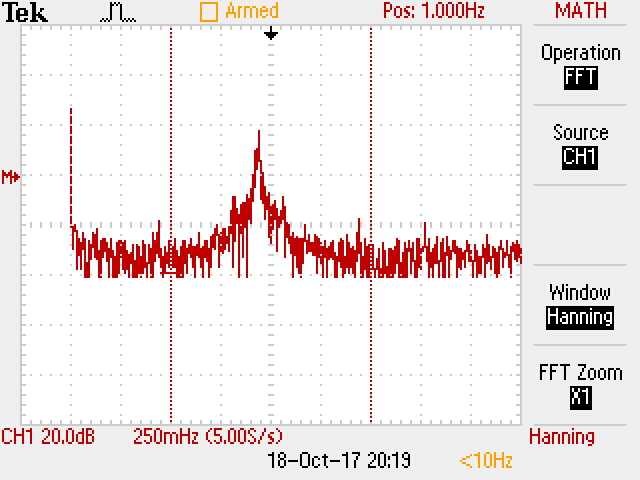 Tek Armed Pos: 1.000Hz MATH
Operation
FFT
Source
CH1
M
Window
Hanning
FFT Zoom
X1
CH1 20.0dB 250mHz (5.00S/s) Hanning
18-Oct-17 20:19 <10Hz